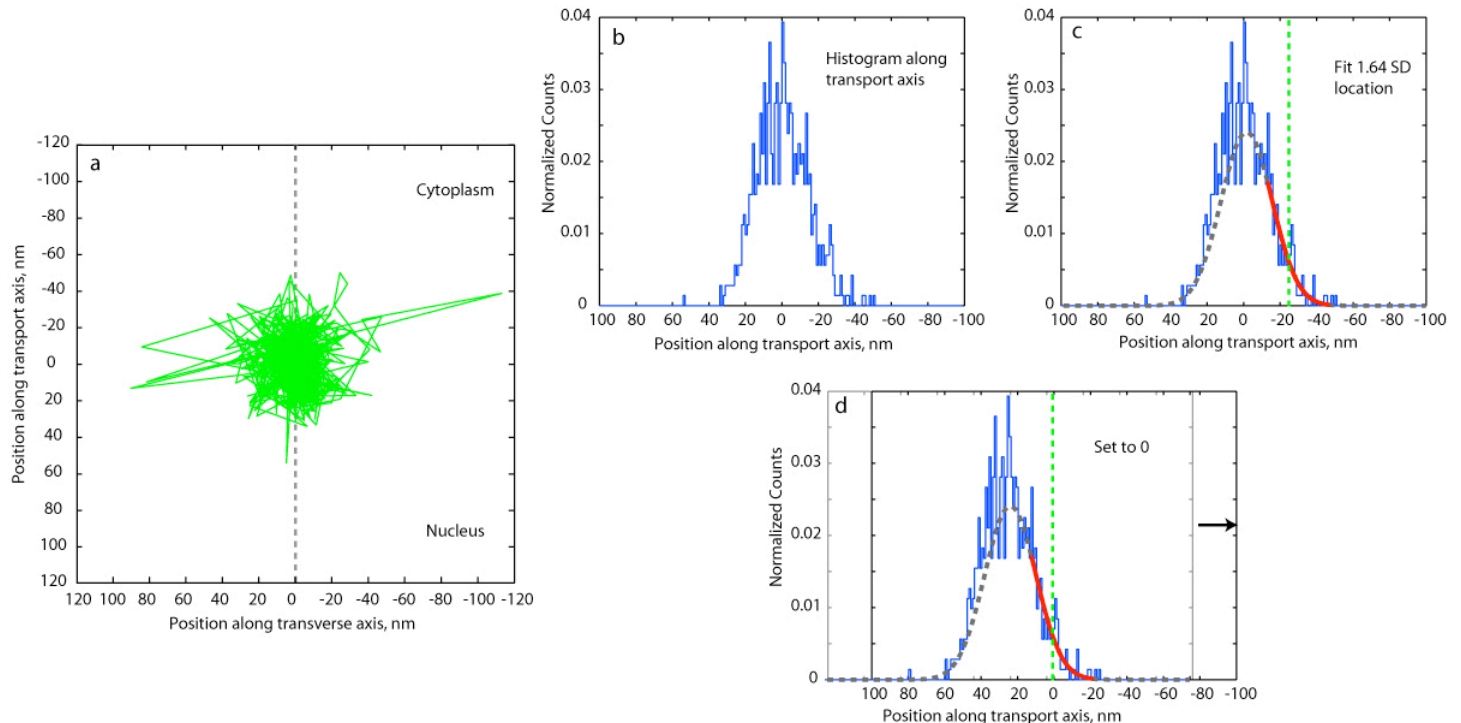 a
Cytoplasm
Nucleus
-120
-100
-80
-60
-40
-20
0
20
40
60
80
100
120
Position along transport axis, nm
120 100 80 60 40 20 0 -20 -40 -60 -80 -100 -120
Position along transverse axis, nm
b
Histogram along
transport axis
0.04
0.03
0.02
0.01
0
Normalized Counts
100 80 60 40 20 0 -20 -40 -60 -80 -100
Position along transport axis, nm
c
Fit 1.64 SD
location
0.04
0.03
0.02
0.01
0
Normalized Counts
100 80 60 40 20 0 -20 -40 -60 -80 -100
Position along transport axis, nm
d
Set to 0
0.04
0.03
0.02
0.01
0
Normalized Counts
100 80 60 40 20 0 -20 -40 -60 -80 -100
Position along transport axis, nm